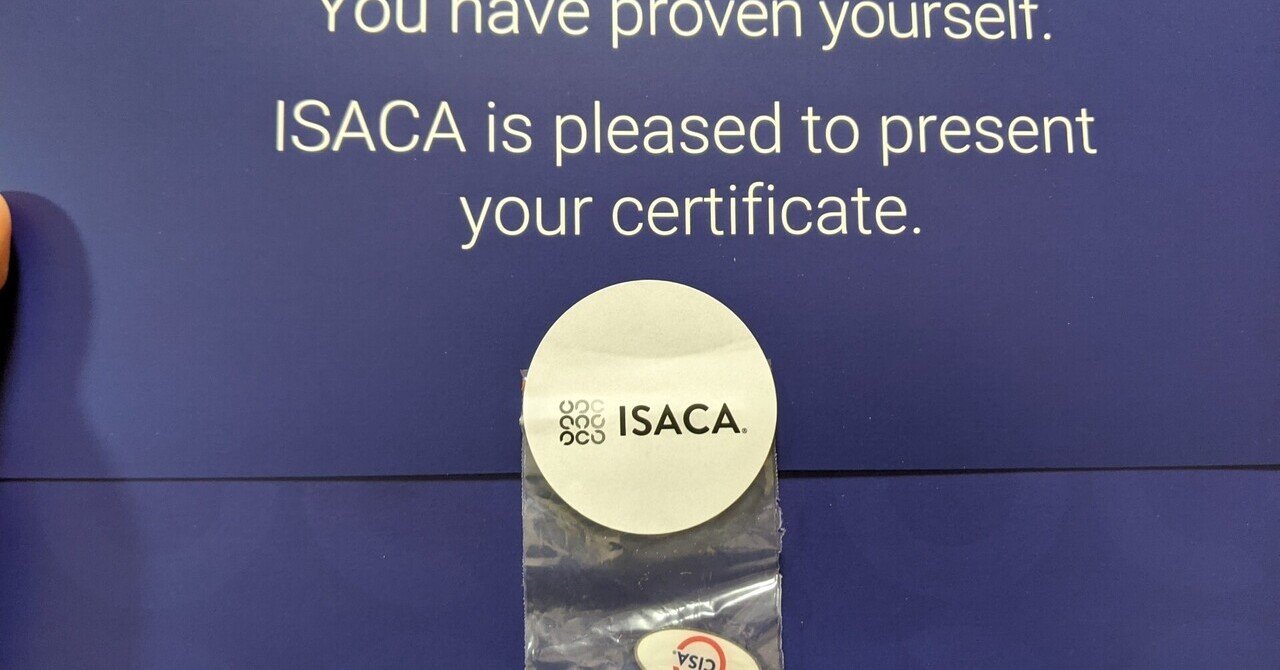 You have proven yourself.
ISACA is pleased to present
your certificate.
ISACA®
CISA®